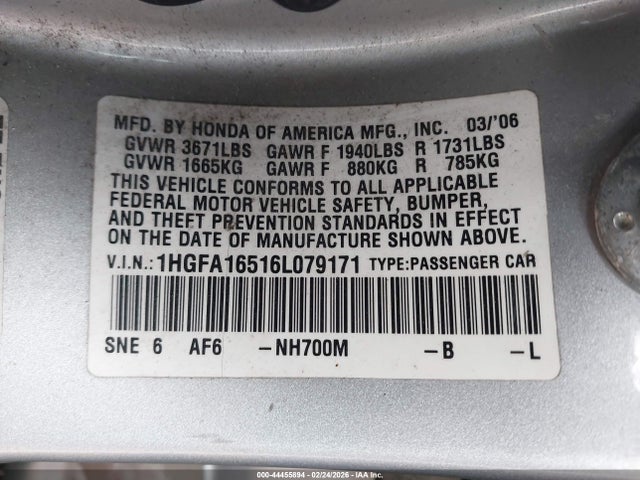 MFD. BY HONDA OF AMERICA MFG., INC. 03/'06
GVWR 3671LBS GAWR F 1940LBS R 1731LBS
GVWR 1665KG GAWR F 880KG R 785KG
THIS VEHICLE CONFORMS TO ALL APPLICABLE
FEDERAL MOTOR VEHICLE SAFETY, BUMPER,
AND THEFT PREVENTION STANDARDS IN EFFECT
ON THE DATE OF MANUFACTURE SHOWN ABOVE.
V.I.N.:1HGFA16516L079171 TYPE:PASSENGER CAR
SNE 6 AF6 -NH700M -B -L
000-44455894 | 02/24/2026 - IAA Inc.